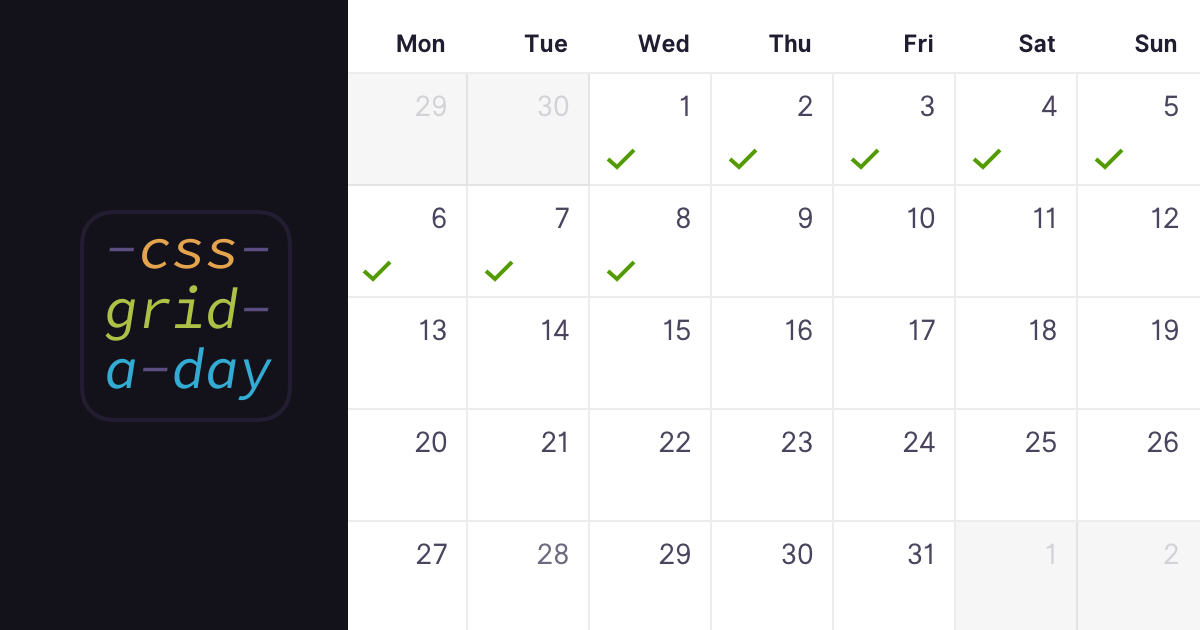 -css-
grid-
a-day
Mon Tue Wed Thu Fri Sat Sun
29 30 1 2 3 4 5
6 7 8 9 10 11 12
13 14 15 16 17 18 19
20 21 22 23 24 25 26
27 28 29 30 31 1 2